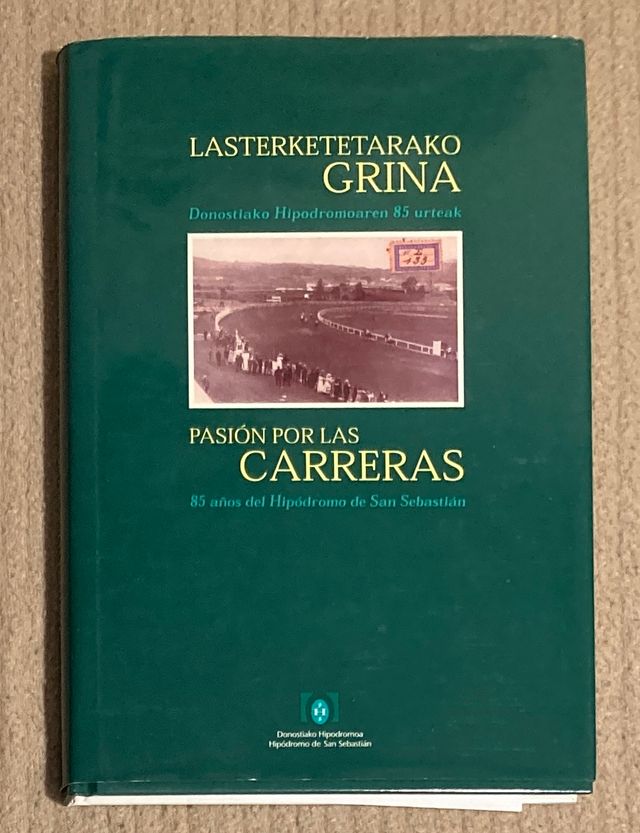 LASTERKETETARAKO
GRINA
Donostiako Hipodromoaren 85 urteak
PASIÓN POR LAS
CARRERAS
85 años del Hipódromo de San Sebastián
H
Donostiako Hipodromoa
Hipódromo de San Sebastián